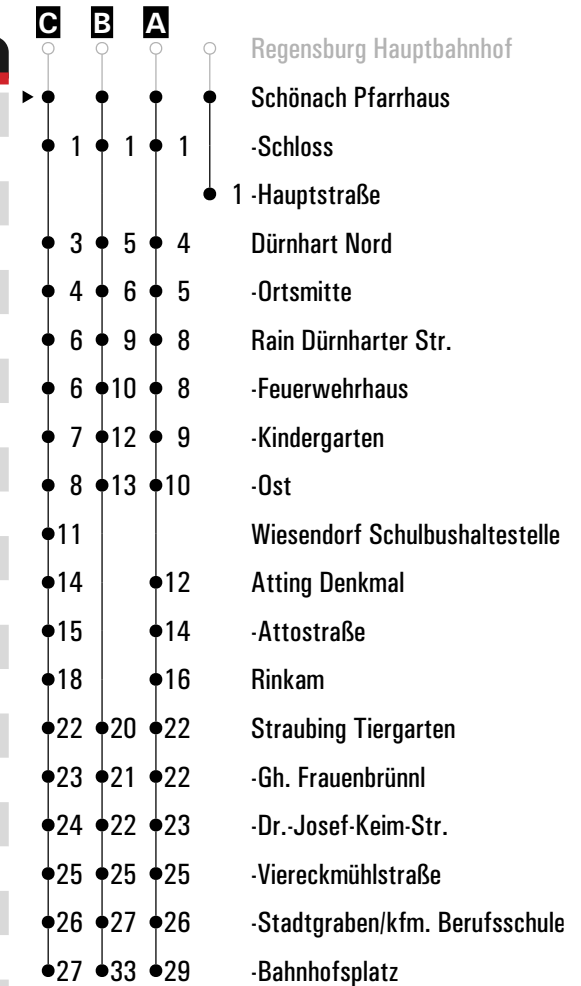 C B A
Regensburg Hauptbahnhof
Schönach Pfarrhaus
1 1 1 -Schloss
1 -Hauptstraße
3 5 4 Dürnhart Nord
4 6 5 -Ortsmitte
6 9 8 Rain Dürnharter Str.
6 10 8 -Feuerwehrhaus
7 12 9 -Kindergarten
8 13 10 -Ost
11 Wiesendorf Schulbushaltestelle
14 12 Atting Denkmal
15 14 -Attostraße
18 16 Rinkam
22 20 22 Straubing Tiergarten
23 21 22 -Gh. Frauenbrünnl
24 22 23 -Dr.-Josef-Keim-Str.
25 25 25 -Viereckmühlstraße
26 27 26 -Stadtgraben/kfm. Berufsschule
27 33 29 -Bahnhofsplatz